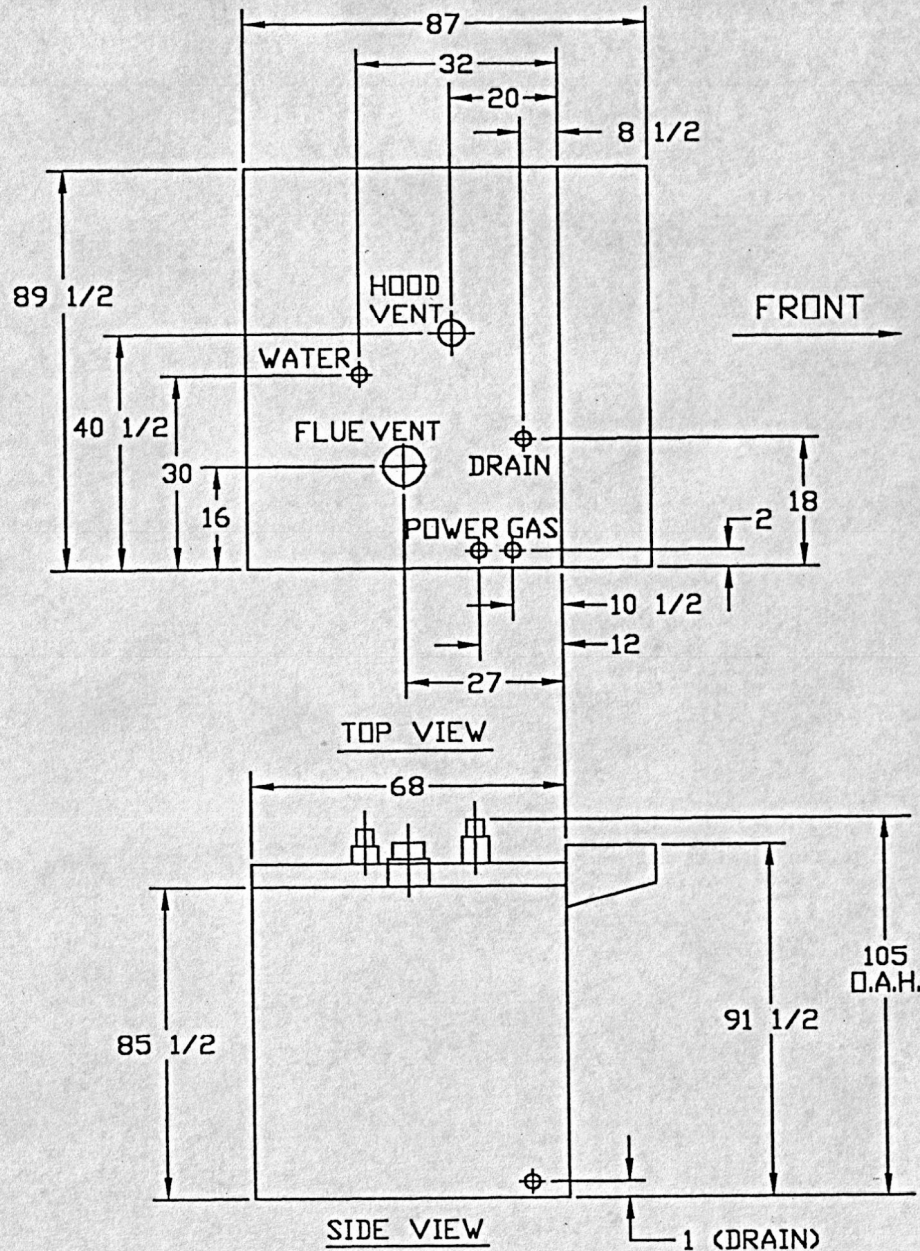 87
32
20
8 1/2
89 1/2
HOOD
VENT
FRONT
WATER
40 1/2
FLUE VENT
30
DRAIN
16
18
POWER GAS
2
10 1/2
12
27
TOP VIEW
68
105
O.A.H.
91 1/2
85 1/2
SIDE VIEW
1 (DRAIN)